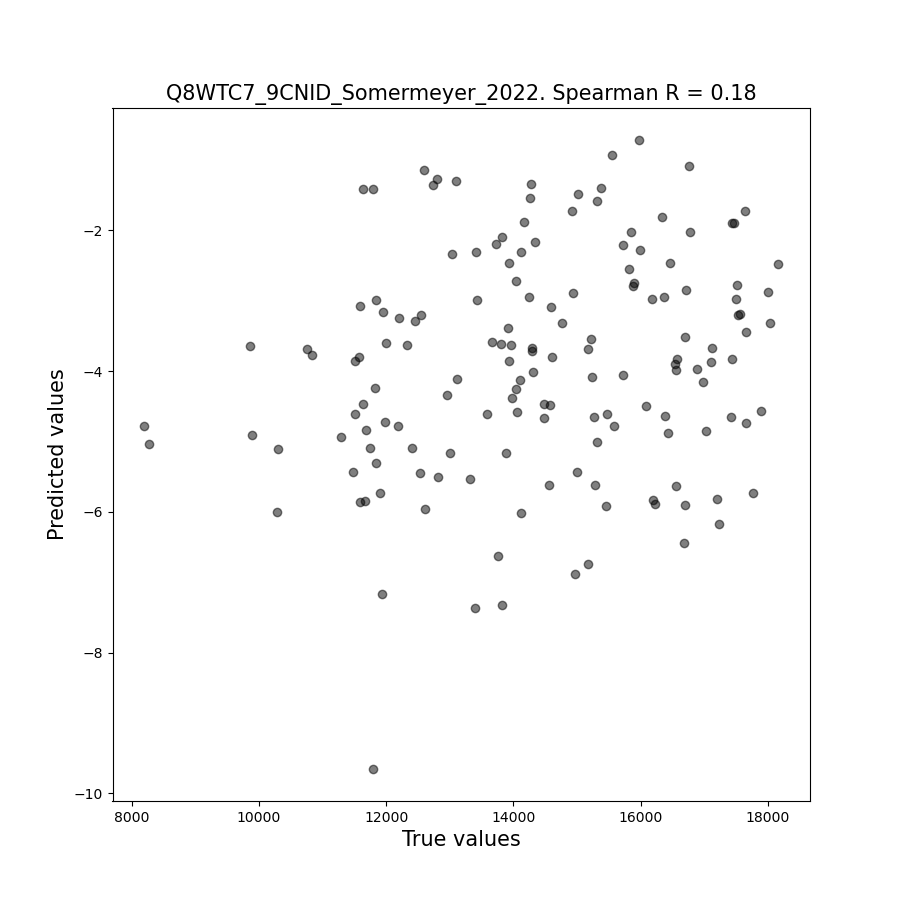 Q8WTC7_9CNID_Somermeyer_2022. Spearman R = 0.18
−2
−4
−6
−8
−10
Predicted values
8000 10000 12000 14000 16000 18000
True values